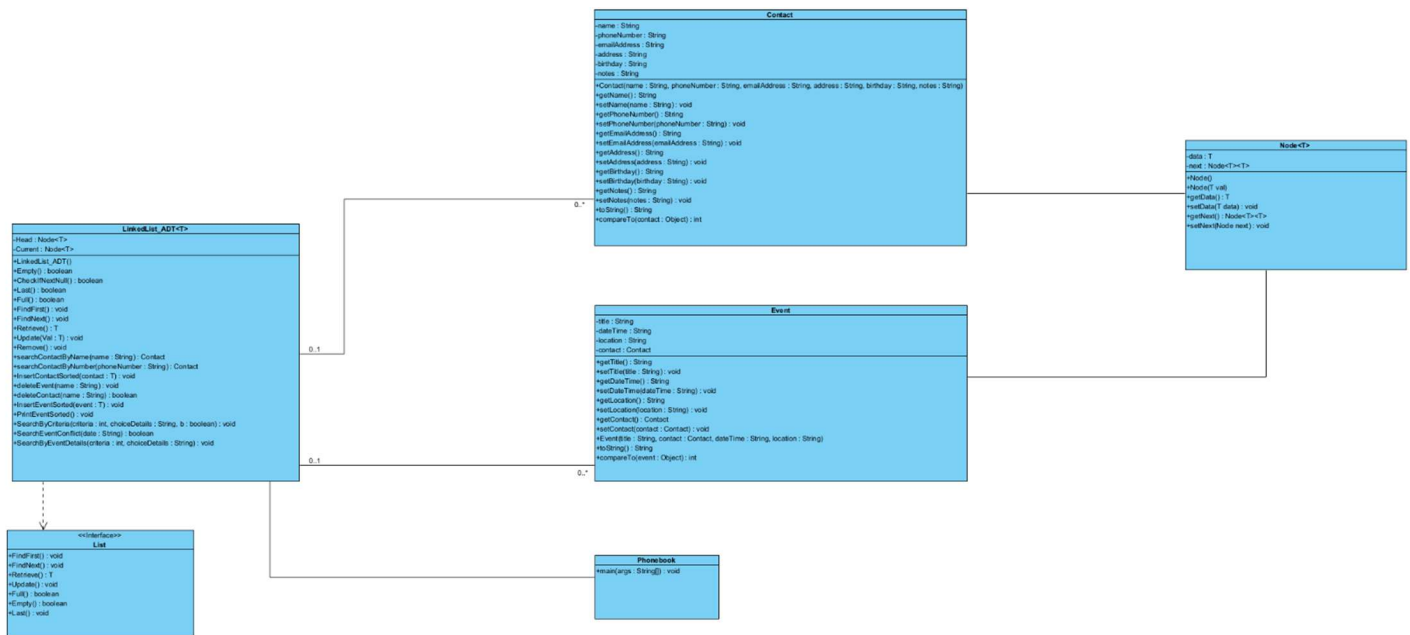 Contact
-name : String
-phoneNumber : String
-emailAddress : String
-address : String
-birthday : String
-notes : String
+Contact(name : String, phoneNumber : String, emailAddress : String, address : String, birthday : String, notes : String)
+getName() : String
+setName(name : String) : void
+getPhoneNumber() : String
+setPhoneNumber(phoneNumber : String) : void
+getEmailAddress() : String
+setEmailAddress(emailAddress : String) : void
+getAddress() : String
+setAddress(address : String) : void
+getBirthday() : String
+setBirthday(birthday : String) : void
+getNotes() : String
+setNotes(notes : String) : void
+toString() : String
+compareTo(contact : Object) : int
Node<T>
-data : T
-next : Node<T><T>
+Node()
+Node(T val)
+getData() : T
+setData(T data) : void
+getNext() : Node<T><T>
+setNext(Node next) : void
0..*
LinkedList_ADT<T>
-Head : Node<T>
-Current : Node<T>
+LinkedList_ADT()
+Empty() : boolean
+CheckIfNextNull() : boolean
+Last() : boolean
+Full() : boolean
+FindFirst() : void
+FindNext() : void
+Retrieve() : T
+Update(Val : T) : void
+Remove() : void
+searchContactByName(name : String) : Contact
+searchContactByNumber(phoneNumber : String) : Contact
+InsertContactSorted(contact : T) : void
+deleteEvent(name : String) : void
+deleteContact(name : String) : boolean
+InsertEventSorted(event : T) : void
+PrintEventSorted() : void
+SearchByCriteria(criteria : int, choiceDetails : String, b : boolean) : void
+SearchEventConflict(date : String) : boolean
+SearchByEventDetails(criteria : int, choiceDetails : String) : void
0..1
0..1
0..*
Event
-title : String
-dateTime : String
-location : String
-contact : Contact
+getTitle() : String
+setTitle(title : String) : void
+getDateTime() : String
+setDateTime(dateTime : String) : void
+getLocation() : String
+setLocation(location : String) : void
+getContact() : Contact
+setContact(contact : Contact) : void
+Event(title : String, contact : Contact, dateTime : String, location : String)
+toString() : String
+compareTo(event : Object) : int
<<Interface>>
List
+FindFirst() : void
+FindNext() : void
+Retrieve() : T
+Update() : void
+Full() : boolean
+Empty() : boolean
+Last() : void
Phonebook
+main(args : String[]) : void